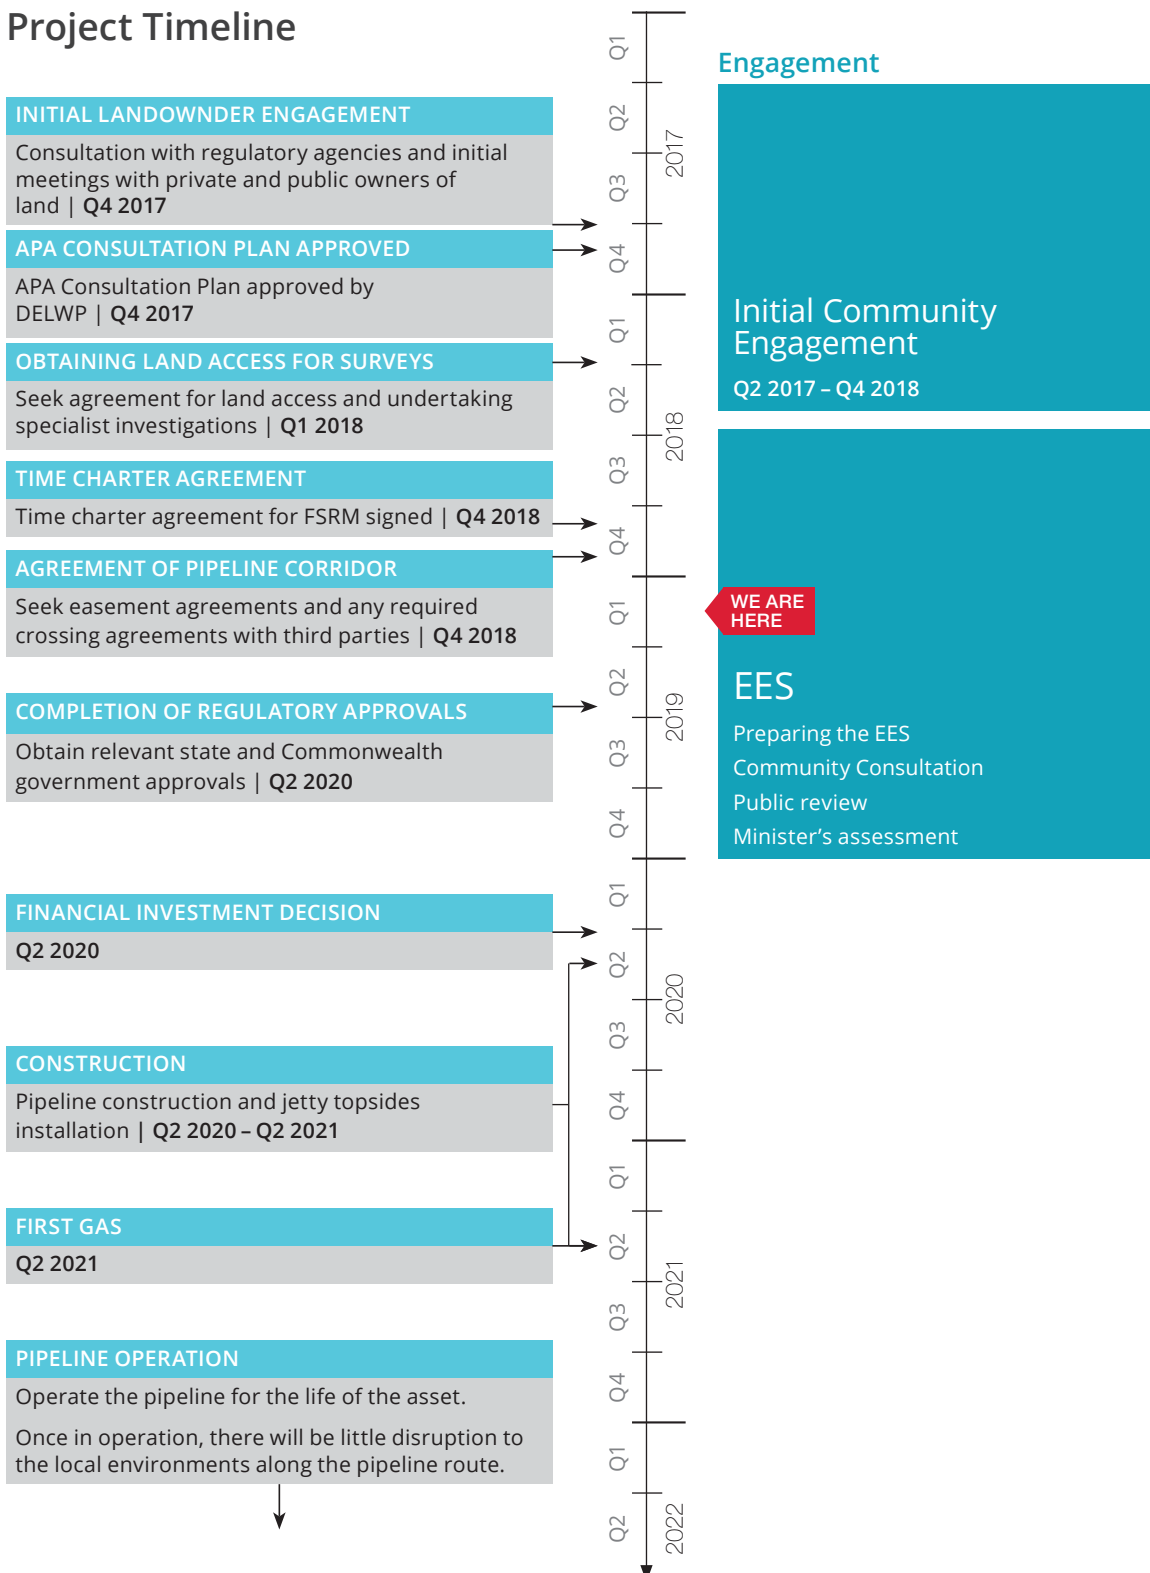 Project Timeline
INITIAL LANDOWNDER ENGAGEMENT
Consultation with regulatory agencies and initial
meetings with private and public owners of
land | Q4 2017
APA CONSULTATION PLAN APPROVED
APA Consultation Plan approved by
DELWP | Q4 2017
OBTAINING LAND ACCESS FOR SURVEYS
Seek agreement for land access and undertaking
specialist investigations | Q1 2018
TIME CHARTER AGREEMENT
Time charter agreement for FSRM signed | Q4 2018
AGREEMENT OF PIPELINE CORRIDOR
Seek easement agreements and any required
crossing agreements with third parties | Q4 2018
COMPLETION OF REGULATORY APPROVALS
Obtain relevant state and Commonwealth
government approvals | Q2 2020
FINANCIAL INVESTMENT DECISION
Q2 2020
CONSTRUCTION
Pipeline construction and jetty topsides
installation | Q2 2020 – Q2 2021
FIRST GAS
Q2 2021
PIPELINE OPERATION
Operate the pipeline for the life of the asset.
Once in operation, there will be little disruption to
the local environments along the pipeline route.
Q1
Q2
Q3
Q4
2017
Q1
Q2
Q3
Q4
2018
Q1
Q2
Q3
Q4
2019
Q1
Q2
Q3
Q4
2020
Q1
Q2
Q3
Q4
2021
Q1
Q2
2022
Engagement
Initial Community
Engagement
Q2 2017 – Q4 2018
WE ARE
HERE
EES
Preparing the EES
Community Consultation
Public review
Minister’s assessment